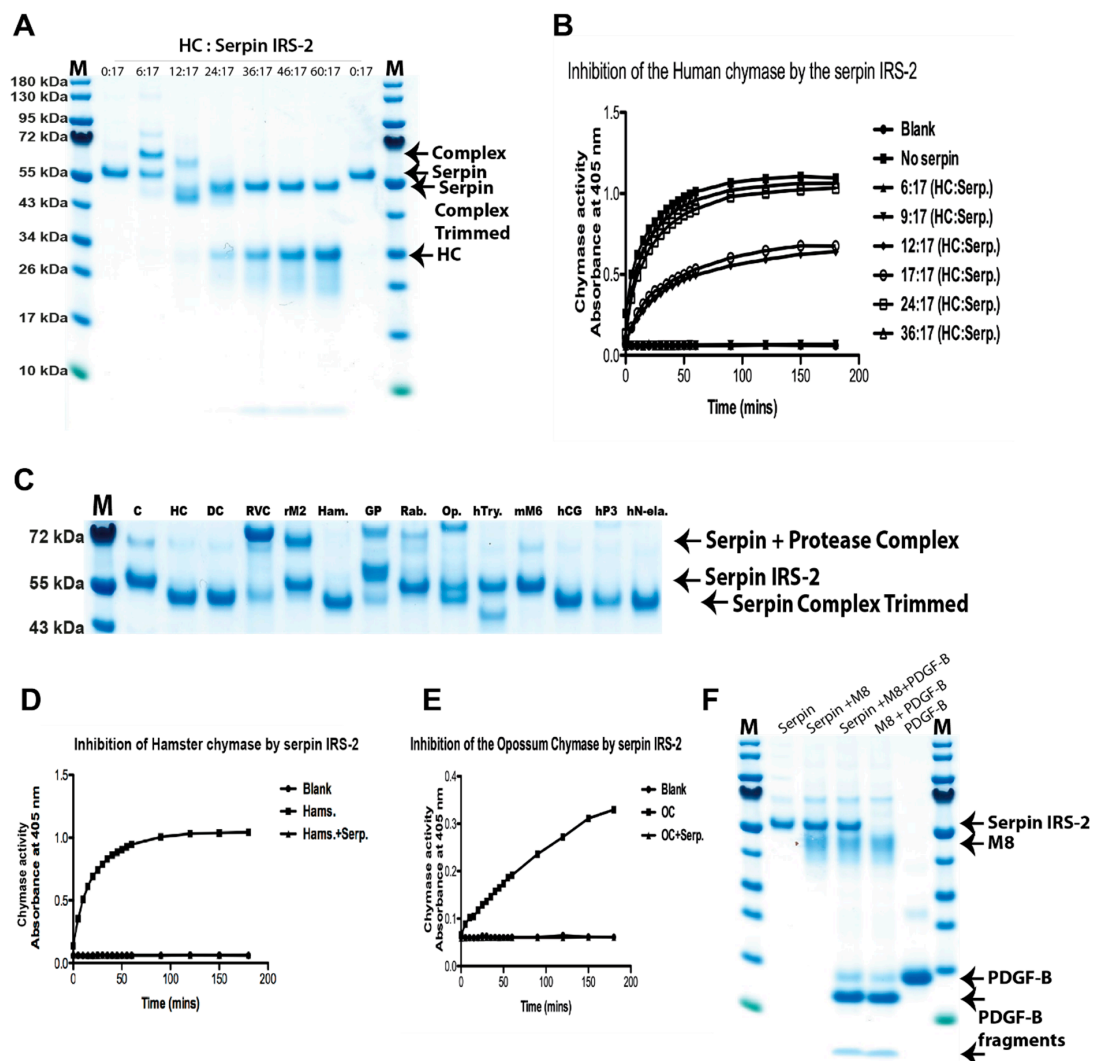 A
HC : Serpin IRS-2
M 0:17 6:17 12:17 24:17 36:17 46:17 60:17 0:17 M
180 kDa
130 kDa
95 kDa
72 kDa
55 kDa
43 kDa
34 kDa
26 kDa
17 kDa
10 kDa
Complex
Serpin
Serpin
Complex
Trimmed
HC
B
Inhibition of the Human chymase by the serpin IRS-2
Chymase activity
Absorbance at 405 nm
1.5
1.0
0.5
0.0
0 50 100 150 200
Time (mins)
Blank
No serpin
6:17 (HC:Serp.)
9:17 (HC:Serp.)
12:17 (HC:Serp.)
17:17 (HC:Serp.)
24:17 (HC:Serp.)
36:17 (HC:Serp.)
C
M C HC DC RVC rM2 Ham. GP Rab. Op. hTry. mM6 hCG hP3 hN-ela.
72 kDa
55 kDa
43 kDa
Serpin + Protease Complex
Serpin IRS-2
Serpin Complex Trimmed
D
Inhibition of Hamster chymase by serpin IRS-2
Chymase activity
Absorbance at 405 nm
1.5
1.0
0.5
0.0
0 50 100 150 200
Time (mins)
Blank
Hams.
Hams.+Serp.
E
Inhibition of the Opossum Chymase by serpin IRS-2
Chymase activity
Absorbance at 405 nm
0.4
0.3
0.2
0.1
0.0
0 50 100 150 200
Time (mins)
Blank
OC
OC+Serp.
F
M Serpin Serpin +M8 Serpin +M8+PDGF-B M8 + PDGF-B PDGF-B M
Serpin IRS-2
M8
PDGF-B
PDGF-B
fragments